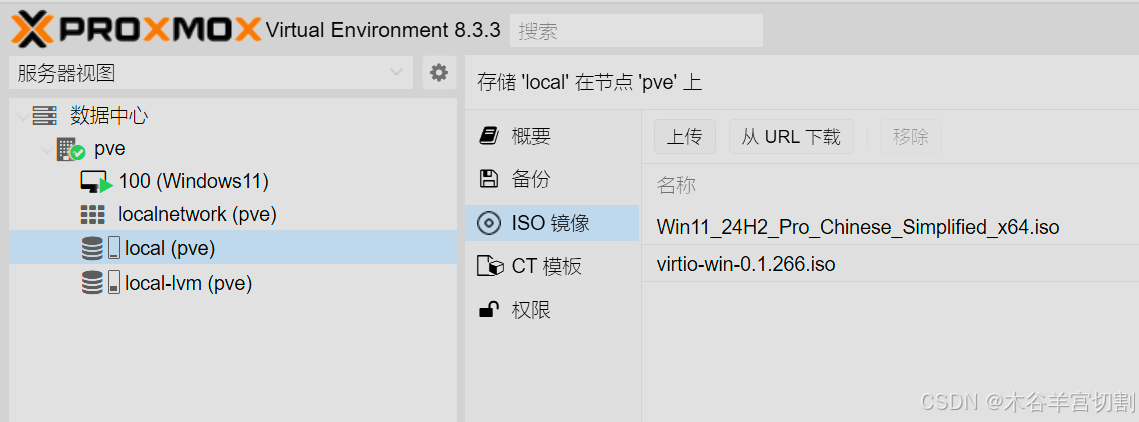 PROXMOX Virtual Environment 8.3.3 搜索
服务器视图
数据中心
pve
100 (Windows11)
localnetwork (pve)
local (pve)
local-lvm (pve)
存储 'local' 在节点 'pve' 上
概要
备份
ISO 镜像
CT 模板
权限
上传 从 URL 下载 移除
名称
Win11_24H2_Pro_Chinese_Simplified_x64.iso
virtio-win-0.1.266.iso
CSDN @木谷羊宫切割